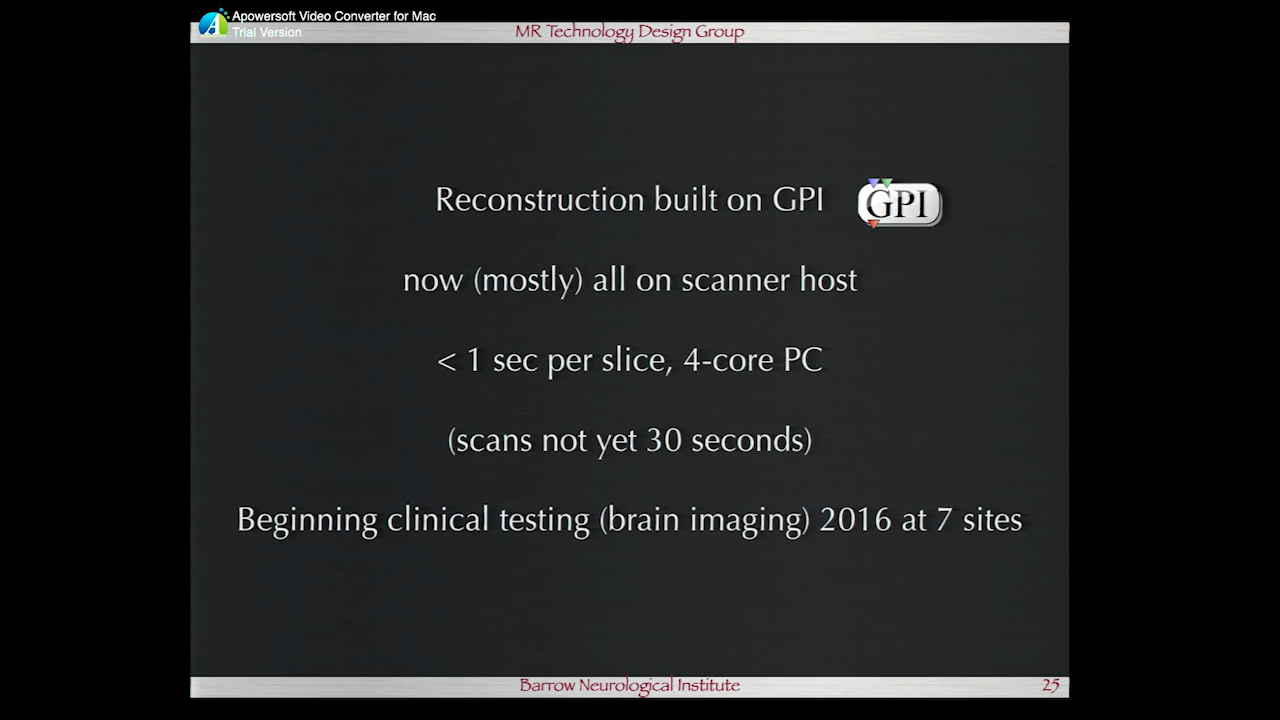 Apowersoft Video Converter for Mac
Trial Version
MR Technology Design Group
Reconstruction built on GPI GPI
now (mostly) all on scanner host
< 1 sec per slice, 4-core PC
(scans not yet 30 seconds)
Beginning clinical testing (brain imaging) 2016 at 7 sites
Barrow Neurological Institute 25